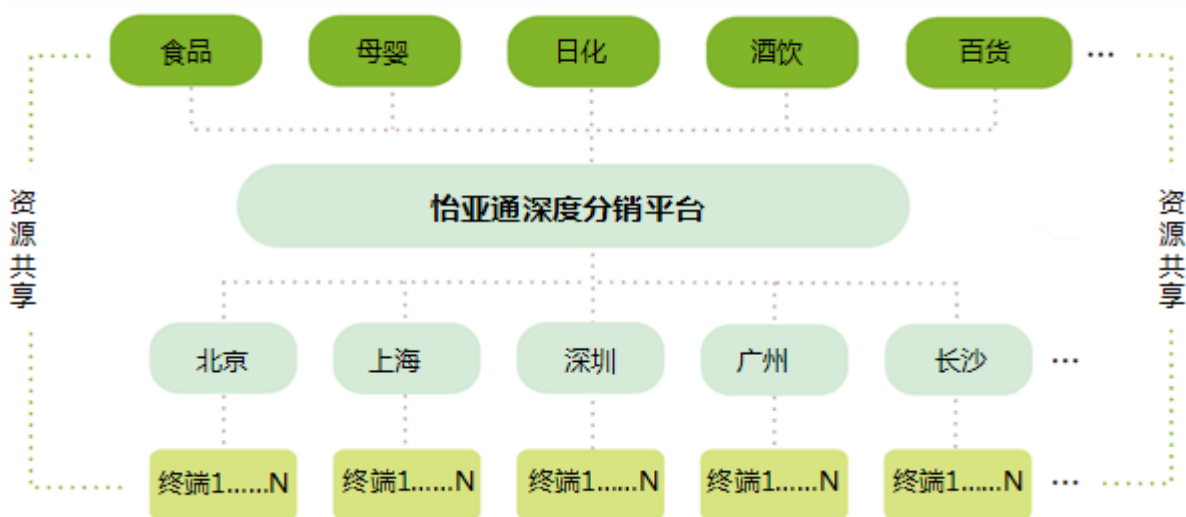 食品 母婴 日化 酒饮 百货 ...
资源共享
怡亚通深度分销平台
资源共享
北京 上海 深圳 广州 长沙 ...
终端1......N 终端1......N 终端1......N 终端1......N 终端1......N ...